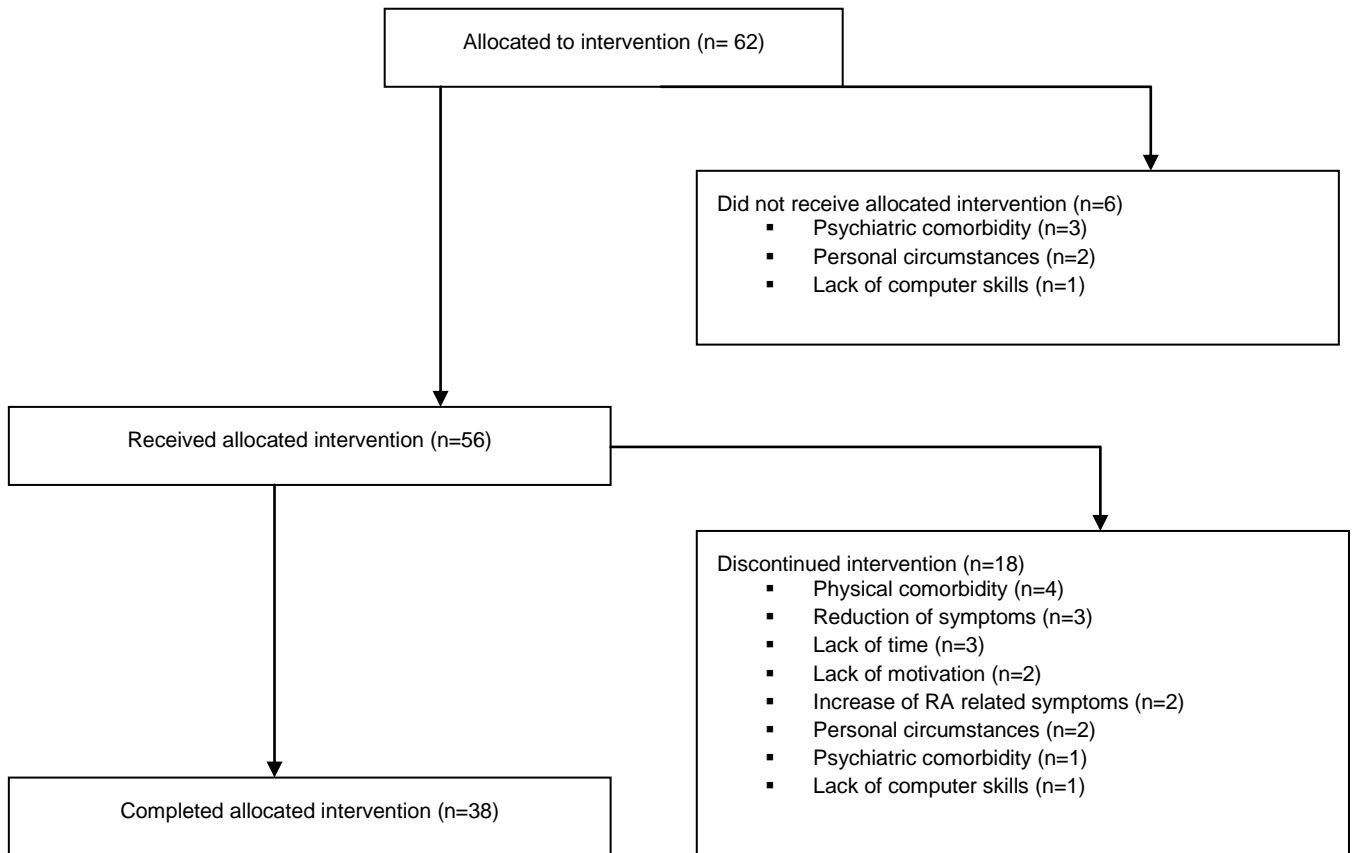 Allocated to intervention (n= 62)
Did not receive allocated intervention (n=6)
▪ Psychiatric comorbidity (n=3)
▪ Personal circumstances (n=2)
▪ Lack of computer skills (n=1)
Received allocated intervention (n=56)
Discontinued intervention (n=18)
▪ Physical comorbidity (n=4)
▪ Reduction of symptoms (n=3)
▪ Lack of time (n=3)
▪ Lack of motivation (n=2)
▪ Increase of RA related symptoms (n=2)
▪ Personal circumstances (n=2)
▪ Psychiatric comorbidity (n=1)
▪ Lack of computer skills (n=1)
Completed allocated intervention (n=38)